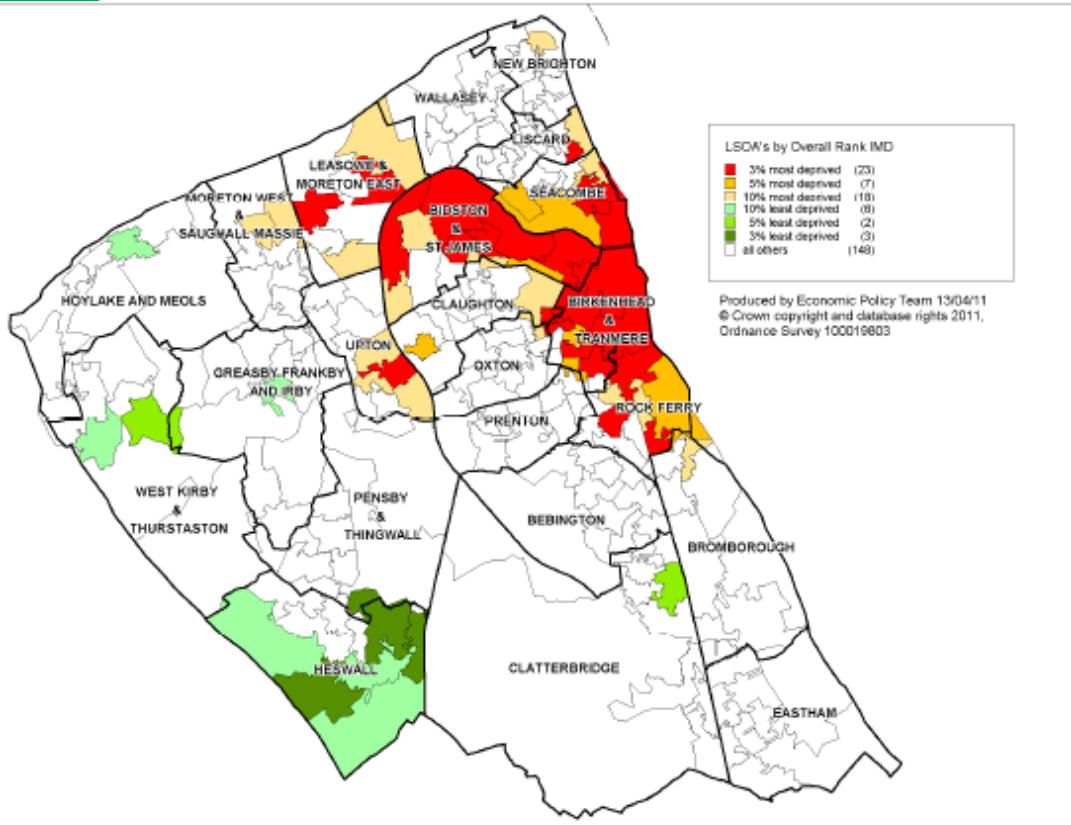 NEW BRIGHTON
WALLASEY
LISCARD
LEASOWE &
MORETON EAST
SEACOMBE
MORETON WEST
&
SAUGHALL MASSIE
BIDSTON
&
ST JAMES
HOYLAKE AND MEOLS
CLAUGHTON
BIRKENHEAD
&
TRANMERE
UPTON
OXTON
GREASBY FRANKBY
AND IRBY
ROCK FERRY
PRENTON
WEST KIRBY
&
THURSTASTON
PENSBY
&
THINGWALL
BEBINGTON
BROMBOROUGH
HESWALL
CLATTERBRIDGE
EASTHAM
LSOA's by Overall Rank IMD
3% most deprived (23)
5% most deprived (7)
10% most deprived (18)
10% least deprived (6)
5% least deprived (2)
3% least deprived (3)
all others (148)
Produced by Economic Policy Team 13/04/11
© Crown copyright and database rights 2011,
Ordnance Survey 100019803